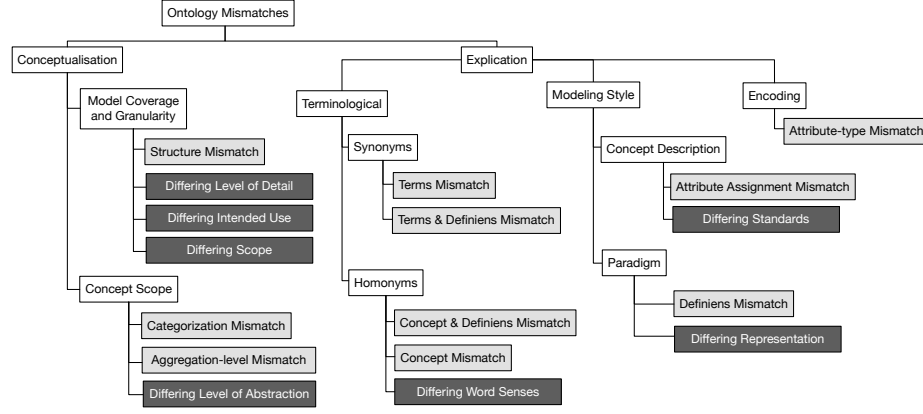 Ontology Mismatches
Conceptualisation
Model Coverage
and Granularity
Structure Mismatch
Differing Level of Detail
Differing Intended Use
Differing Scope
Concept Scope
Categorization Mismatch
Aggregation-level Mismatch
Differing Level of Abstraction
Explication
Terminological
Synonyms
Terms Mismatch
Terms & Definiens Mismatch
Homonyms
Concept & Definiens Mismatch
Concept Mismatch
Differing Word Senses
Modeling Style
Concept Description
Attribute Assignment Mismatch
Differing Standards
Paradigm
Definiens Mismatch
Differing Representation
Encoding
Attribute-type Mismatch